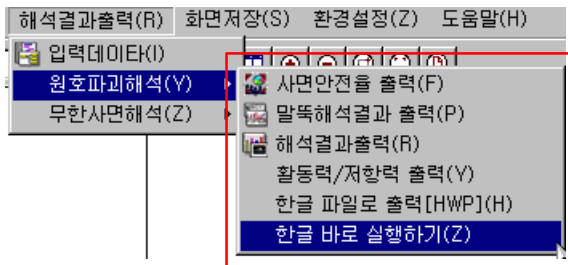 해석결과출력(R) 화면저장(S) 환경설정(Z) 도움말(H)
입력데이타(I)
원호파괴해석(Y)
무한사면해석(Z)
사면안전율 출력(F)
말뚝해석결과 출력(P)
해석결과출력(R)
활동력/저항력 출력(Y)
한글 파일로 출력[HWP](H)
한글 바로 실행하기(Z)